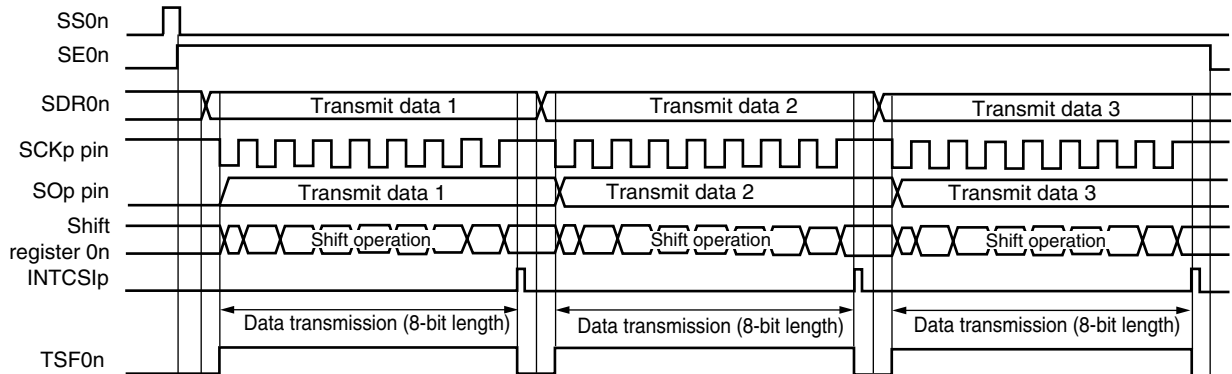 SS0n
SE0n
SDR0n Transmit data 1 Transmit data 2 Transmit data 3
SCKp pin
SOp pin Transmit data 1 Transmit data 2 Transmit data 3
Shift
register 0n Shift operation Shift operation Shift operation
INTCSIp
Data transmission (8-bit length) Data transmission (8-bit length) Data transmission (8-bit length)
TSF0n